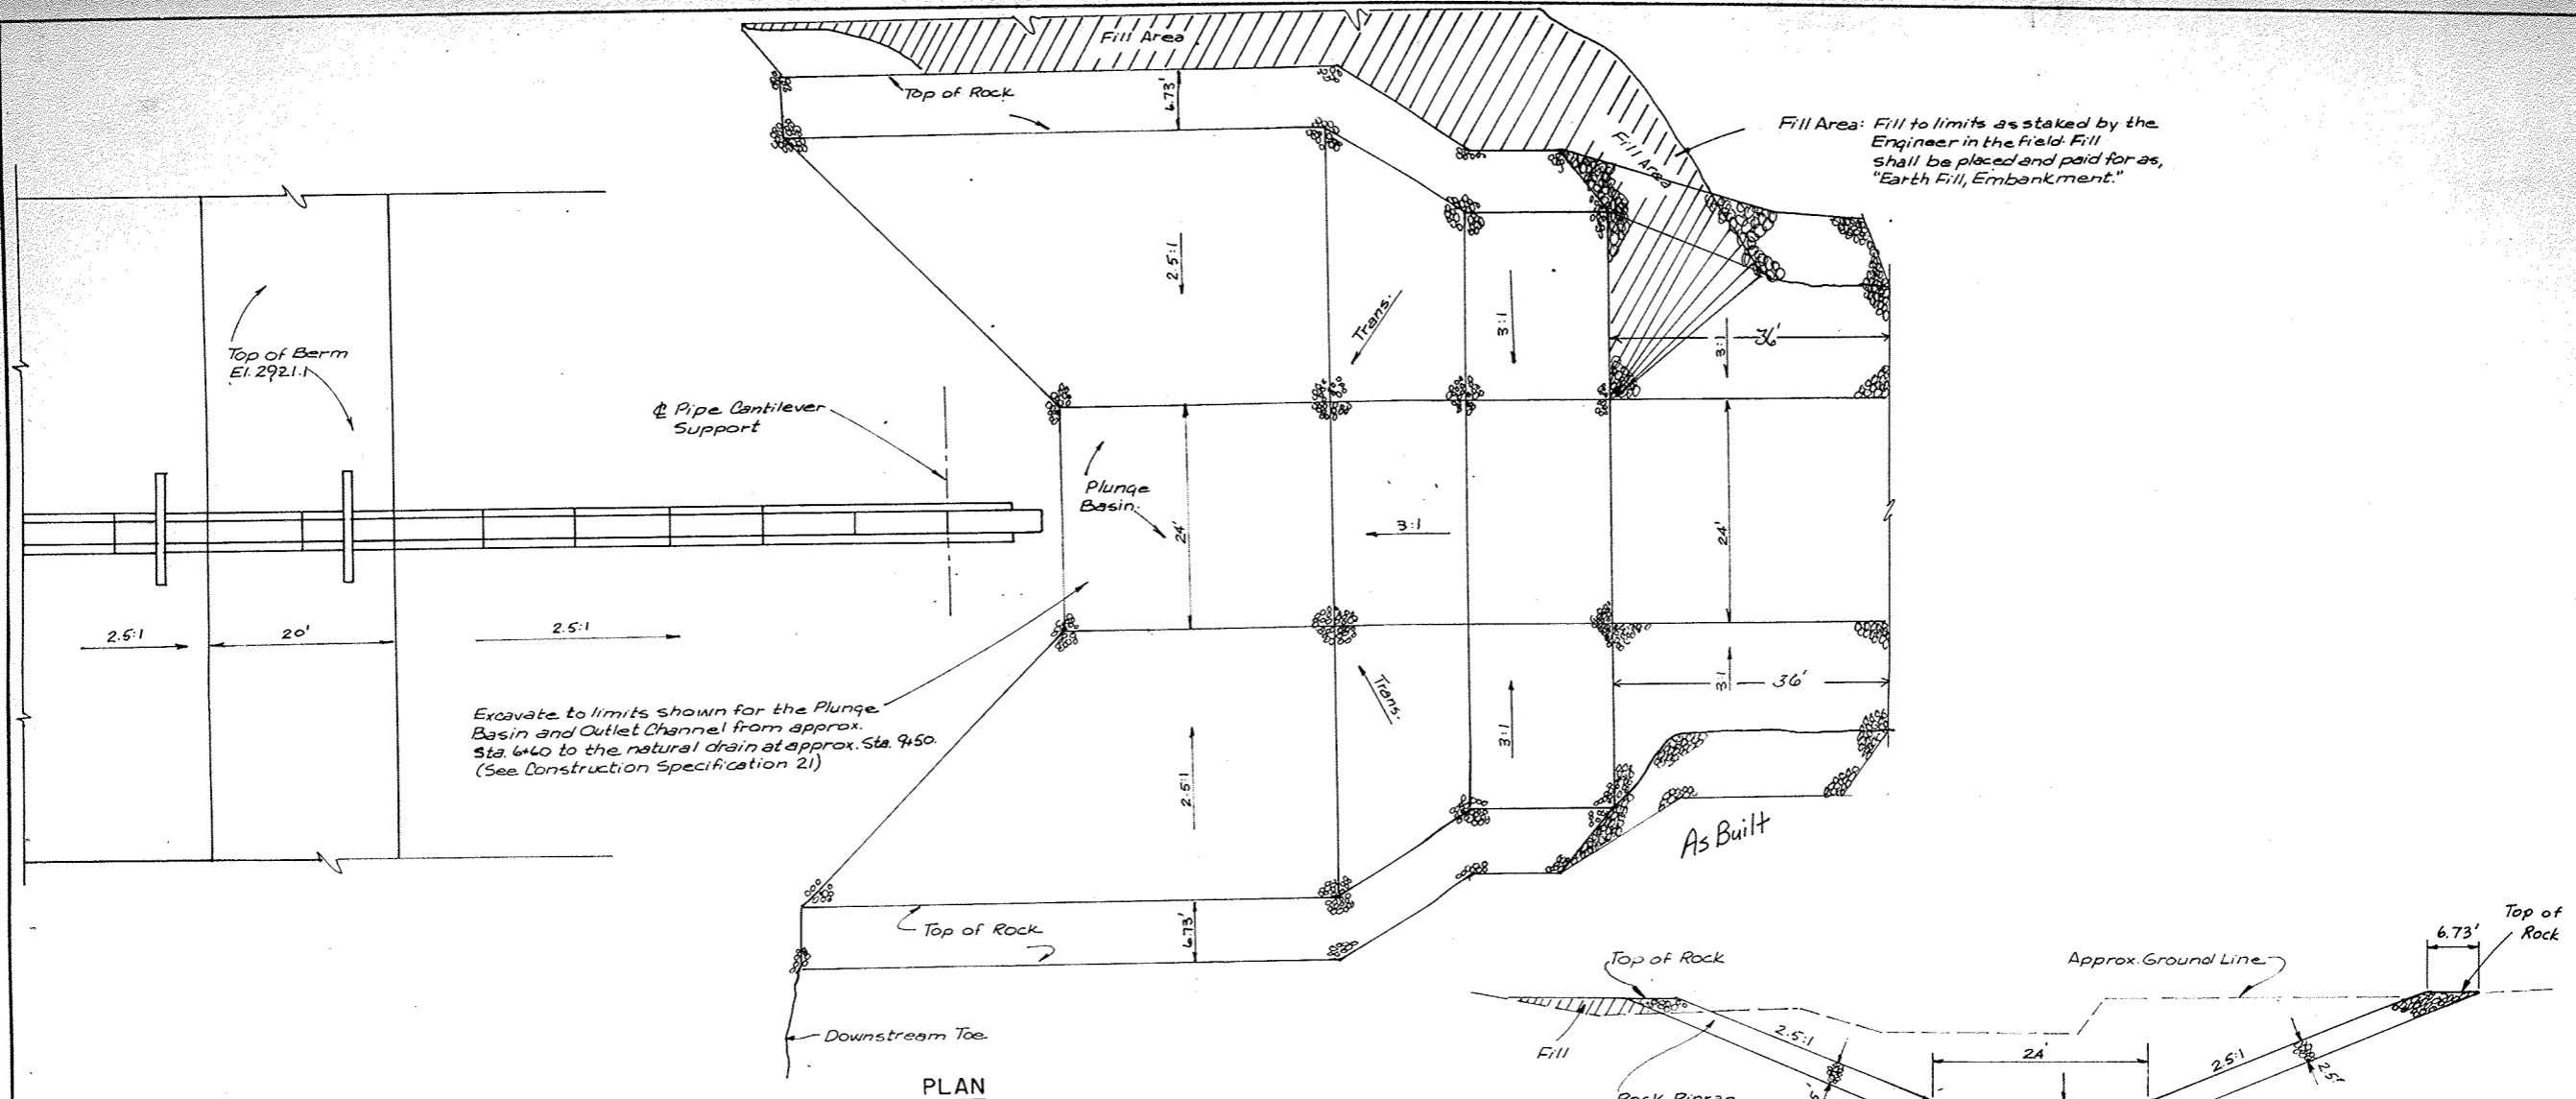 Fill Area
Top of Rock
6.73'
Fill Area: Fill to limits as staked by the
Engineer in the field. Fill
shall be placed and paid for as,
"Earth Fill, Embankment."
Fill Area
2.5:1
Trans.
3:1
36'
3:1
Top of Berm
El. 2921.1
℄ Pipe Cantilever
Support
Plunge
Basin
24'
3:1
24'
2.5:1
20'
2.5:1
Excavate to limits shown for the Plunge
Basin and Outlet Channel from approx.
Sta. 6+60 to the natural drain at approx. Sta. 9+50.
(See Construction Specification 21)
2.5:1
Trans.
3:1
3:1
36'
As Built
Top of Rock
6.73'
Downstream Toe
PLAN
Top of Rock
Approx. Ground Line
6.73'
Top of
Rock
Fill
2.5:1
24'
2.5:1
2.5'
Rock Riprap